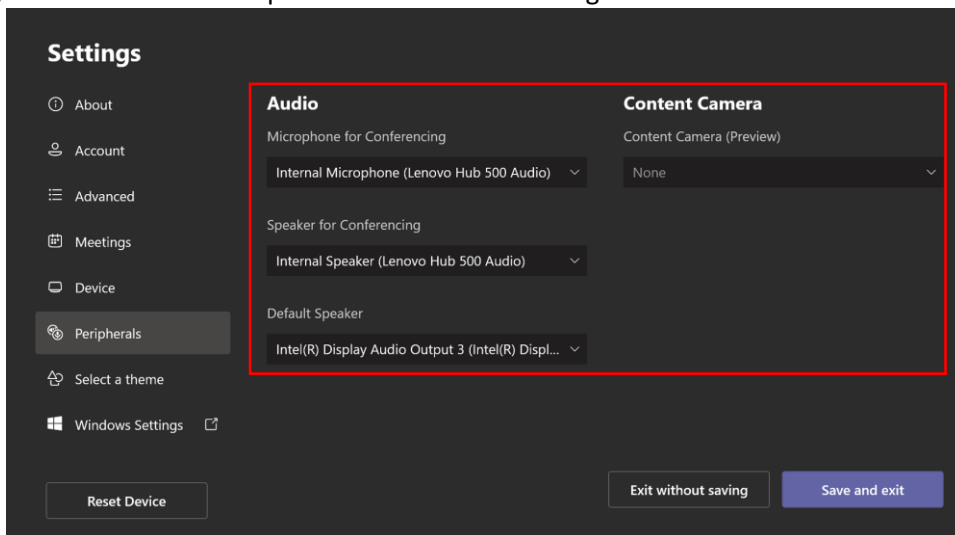 Settings
About
Account
Advanced
Meetings
Device
Peripherals
Select a theme
Windows Settings
Reset Device
Audio
Microphone for Conferencing
Internal Microphone (Lenovo Hub 500 Audio)
Speaker for Conferencing
Internal Speaker (Lenovo Hub 500 Audio)
Default Speaker
Intel(R) Display Audio Output 3 (Intel(R) Displ...
Content Camera
Content Camera (Preview)
None
Exit without saving
Save and exit